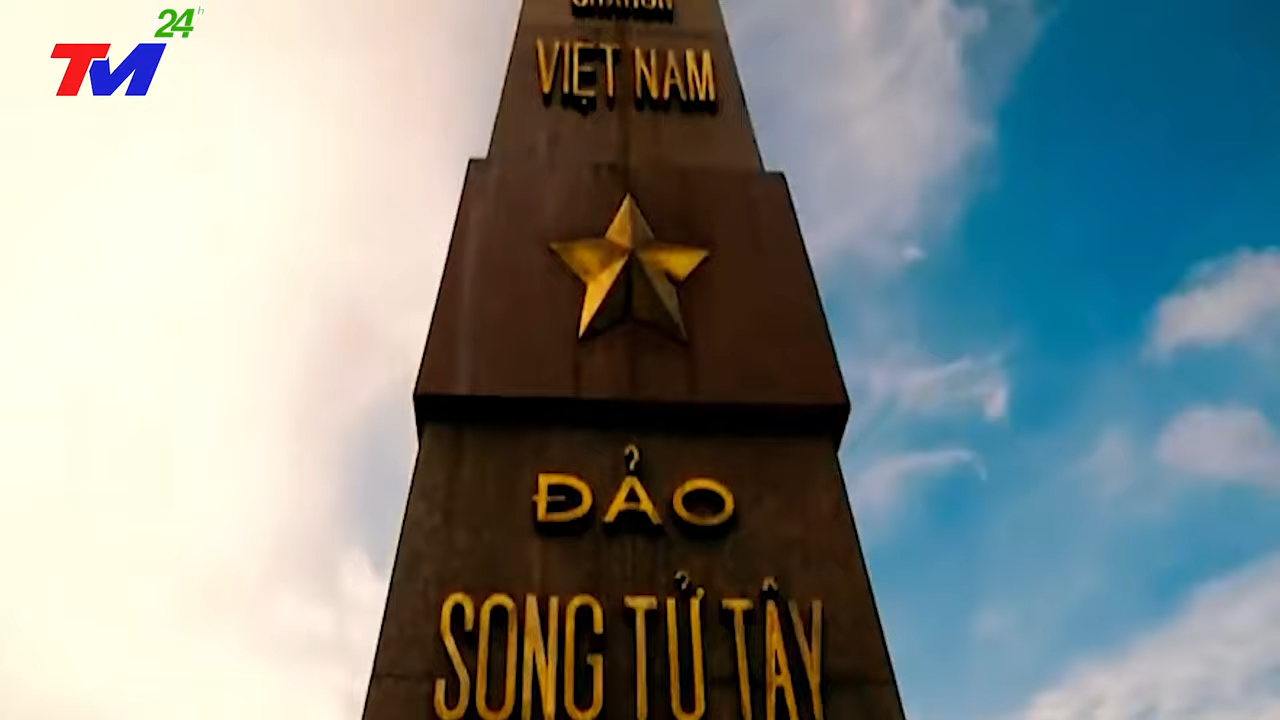 24h
TM
VIỆT NAM
ĐẢO
SONG TỬ TÂY